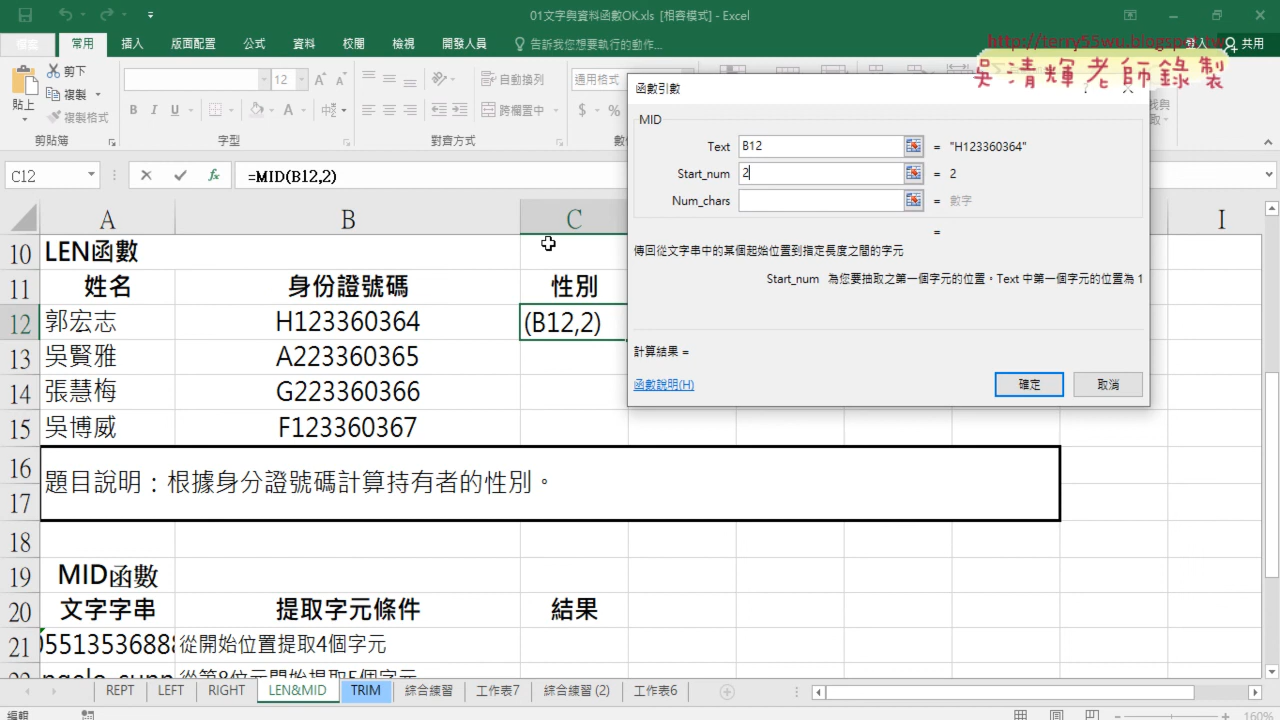 01文字與資料函數OK.xls [相容模式] - Excel
檔案 常用 插入 版面配置 公式 資料 校閱 檢視 開發人員 告訴我您想要執行的動作... 登入 共用
http://terry55wu.blogspot.tw
吳清輝老師錄製
剪下
複製
複製格式
貼上
12
自動換列
跨欄置中
通用格式
剪貼簿 字型 對齊方式
C12 =MID(B12,2)
函數引數
MID
Text B12 = "H123360364"
Start_num 2 = 2
Num_chars = 數字
=
傳回從文字串中的某個起始位置到指定長度之間的字元
Start_num 為您要抽取之第一個字元的位置。Text 中第一個字元的位置為 1
計算結果 =
函數說明(H) 確定 取消
A B C I
10 LEN函數
11 姓名 身份證號碼 性別
12 郭宏志 H123360364 (B12,2)
13 吳賢雅 A223360365
14 張慧梅 G223360366
15 吳博威 F123360367
16 題目說明：根據身分證號碼計算持有者的性別。
17
18
19 MID函數
20 文字字串 提取字元條件 結果
21 從開始位置提取4個字元
REPT LEFT RIGHT LEN&MID TRIM 綜合練習 工作表7 綜合練習 (2) 工作表6
編輯 160%